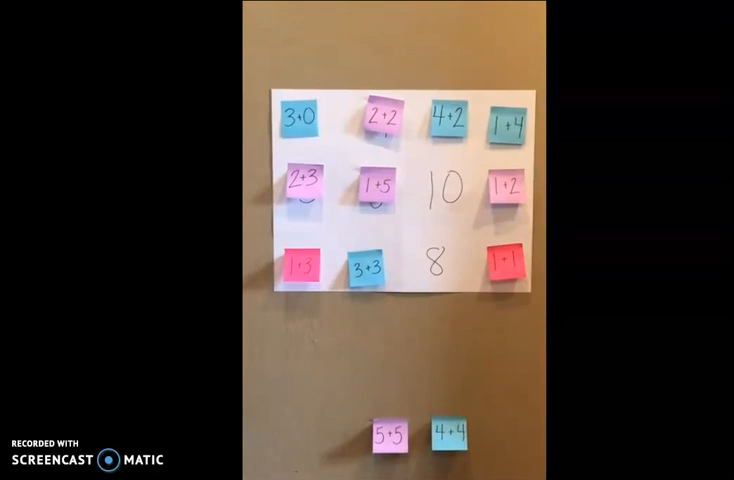 3+0 2+2 4+2 1+4
2+3 1+5 10 1+2
1+3 3+3 8 1+1
5+5 4+4
RECORDED WITH
SCREENCAST MATIC